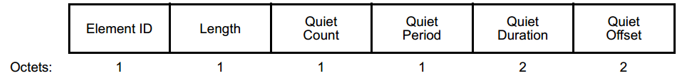 Element ID Length Quiet Count Quiet Period Quiet Duration Quiet Offset
Octets: 1 1 1 1 2 2